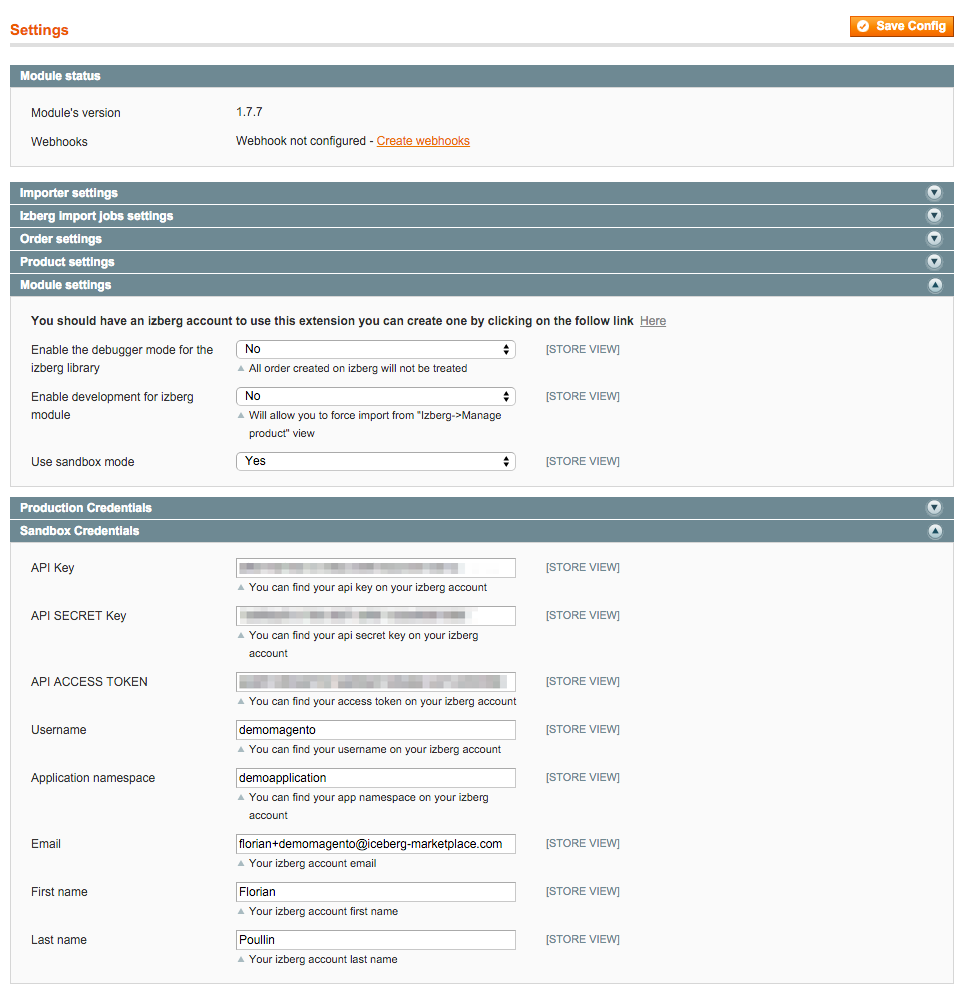 Settings
Save Config
Module status
Module's version 1.7.7
Webhooks Webhook not configured - Create webhooks
Importer settings
Izberg Import jobs settings
Order settings
Product settings
Module settings
You should have an izberg account to use this extension you can create one by clicking on the follow link Here
Enable the debugger mode for the No [STORE VIEW]
izberg library All order created on izberg will not be treated
Enable development for izberg No [STORE VIEW]
module Will allow you to force import from "Izberg->Manage
product" view
Use sandbox mode Yes [STORE VIEW]
Production Credentials
Sandbox Credentials
API Key [STORE VIEW]
You can find your api key on your izberg account
API SECRET Key [STORE VIEW]
You can find your api secret key on your izberg
account
API ACCESS TOKEN [STORE VIEW]
You can find your access token on your izberg account
Username demomagento [STORE VIEW]
You can find your username on your izberg account
Application namespace demoapplication [STORE VIEW]
You can find your app namespace on your izberg
account
Email florian+demomagento@iceberg-marketplace.com [STORE VIEW]
Your izberg account email
First name Florian [STORE VIEW]
Your izberg account first name
Last name Poullin [STORE VIEW]
Your izberg account last name